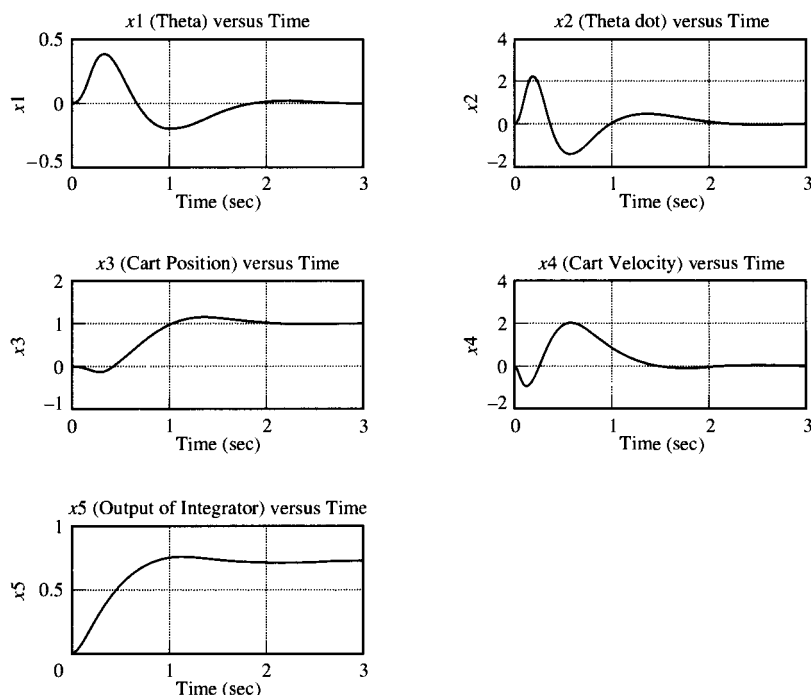 x1 (Theta) versus Time
0.5
0
−0.5
x1
0 1 2 3
Time (sec)
x2 (Theta dot) versus Time
4
2
0
−2
x2
0 1 2 3
Time (sec)
x3 (Cart Position) versus Time
2
1
0
−1
x3
0 1 2 3
Time (sec)
x4 (Cart Velocity) versus Time
4
2
0
−2
x4
0 1 2 3
Time (sec)
x5 (Output of Integrator) versus Time
1
0.5
x5
0 1 2 3
Time (sec)